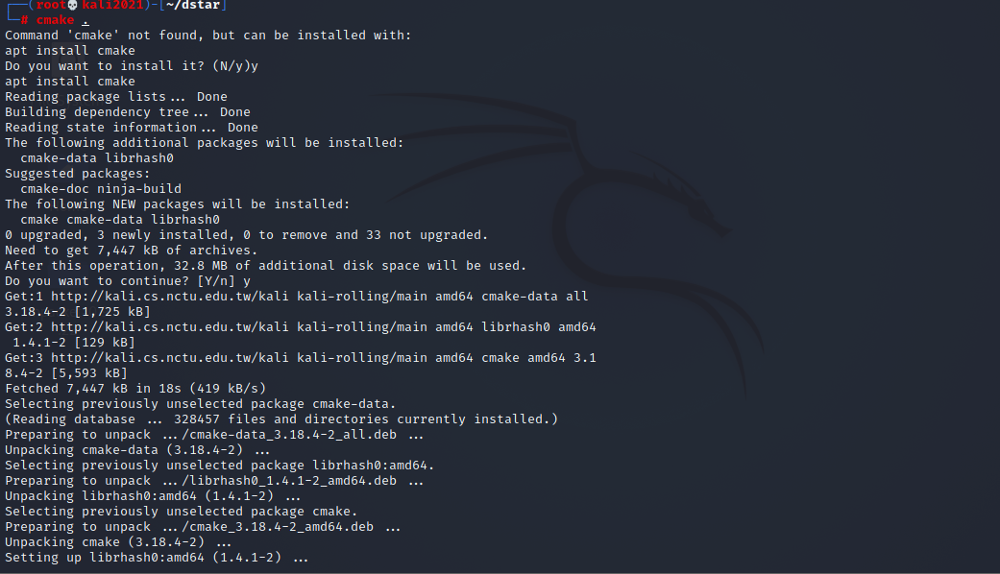 ┌──(root💀kali2021)-[~/dstar]
└─# cmake .
Command 'cmake' not found, but can be installed with:
apt install cmake
Do you want to install it? (N/y)y
apt install cmake
Reading package lists... Done
Building dependency tree... Done
Reading state information... Done
The following additional packages will be installed:
  cmake-data librhash0
Suggested packages:
  cmake-doc ninja-build
The following NEW packages will be installed:
  cmake cmake-data librhash0
0 upgraded, 3 newly installed, 0 to remove and 33 not upgraded.
Need to get 7,447 kB of archives.
After this operation, 32.8 MB of additional disk space will be used.
Do you want to continue? [Y/n] y
Get:1 http://kali.cs.nctu.edu.tw/kali kali-rolling/main amd64 cmake-data all
3.18.4-2 [1,725 kB]
Get:2 http://kali.cs.nctu.edu.tw/kali kali-rolling/main amd64 librhash0 amd64
 1.4.1-2 [129 kB]
Get:3 http://kali.cs.nctu.edu.tw/kali kali-rolling/main amd64 cmake amd64 3.1
8.4-2 [5,593 kB]
Fetched 7,447 kB in 18s (419 kB/s)
Selecting previously unselected package cmake-data.
(Reading database ... 328457 files and directories currently installed.)
Preparing to unpack .../cmake-data_3.18.4-2_all.deb ...
Unpacking cmake-data (3.18.4-2) ...
Selecting previously unselected package librhash0:amd64.
Preparing to unpack .../librhash0_1.4.1-2_amd64.deb ...
Unpacking librhash0:amd64 (1.4.1-2) ...
Selecting previously unselected package cmake.
Preparing to unpack .../cmake_3.18.4-2_amd64.deb ...
Unpacking cmake (3.18.4-2) ...
Setting up librhash0:amd64 (1.4.1-2) ...